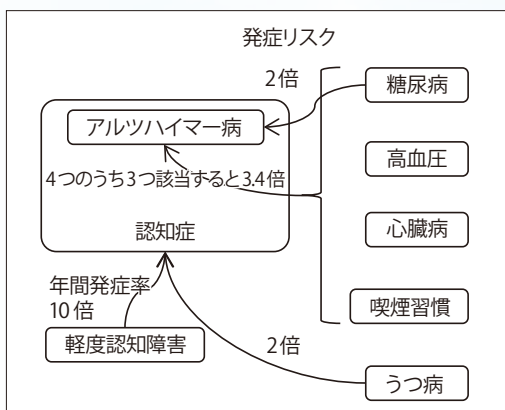 発症リスク
2倍
糖尿病
アルツハイマー病
高血圧
4つのうち3つ該当すると3.4倍
心臓病
認知症
年間発症率
10倍
喫煙習慣
軽度認知障害
2倍
うつ病